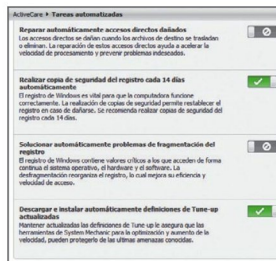 ActiveCare ▸ Tareas automatizadas
Reparar automáticamente accesos directos dañados
Los accesos directos se dañan cuando los archivos de destino se trasladan
o eliminan. La reparación de estos accesos directos ayuda a acelerar la
velocidad de procesamiento y prevenir problemas indeseados.
Realizar copia de seguridad del registro cada 14 días
automáticamente
El registro de Windows es vital para que la computadora funcione
correctamente. La realización de copias de seguridad permite restablecer el
registro en caso de dañarse. Se recomienda realizar copias de seguridad del
registro cada 14 días.
Solucionar automáticamente problemas de fragmentación del
registro
El registro de Windows contiene valores críticos a los que acceden de forma
continua el sistema operativo, el hardware y el software. La
desfragmentación reorganiza el registro, lo cual mejora su eficiencia y
velocidad de acceso.
Descargar e instalar automáticamente definiciones de Tune-up
actualizadas
Mantener actualizadas las definiciones de Tune-up le asegura que las
herramientas de System Mechanic para la optimización y aumento de la
velocidad, pueden protegerlo de las ultimas amenazas conocidas.